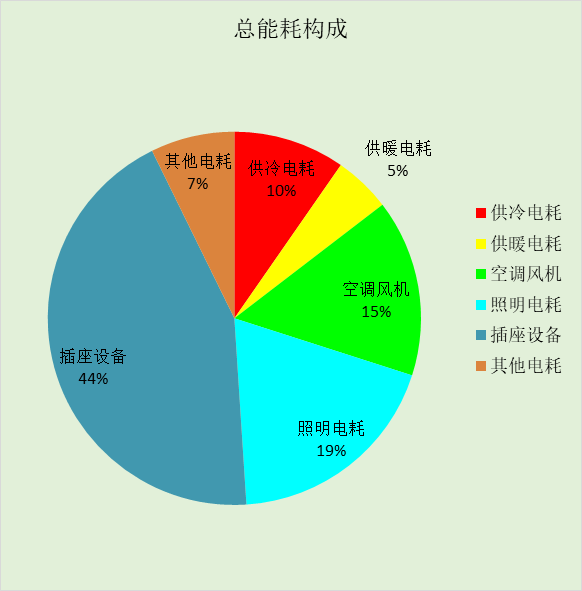 总能耗构成
其他电耗
7%
供冷电耗
10%
供暖电耗
5%
空调风机
15%
照明电耗
19%
插座设备
44%
供冷电耗
供暖电耗
空调风机
照明电耗
插座设备
其他电耗